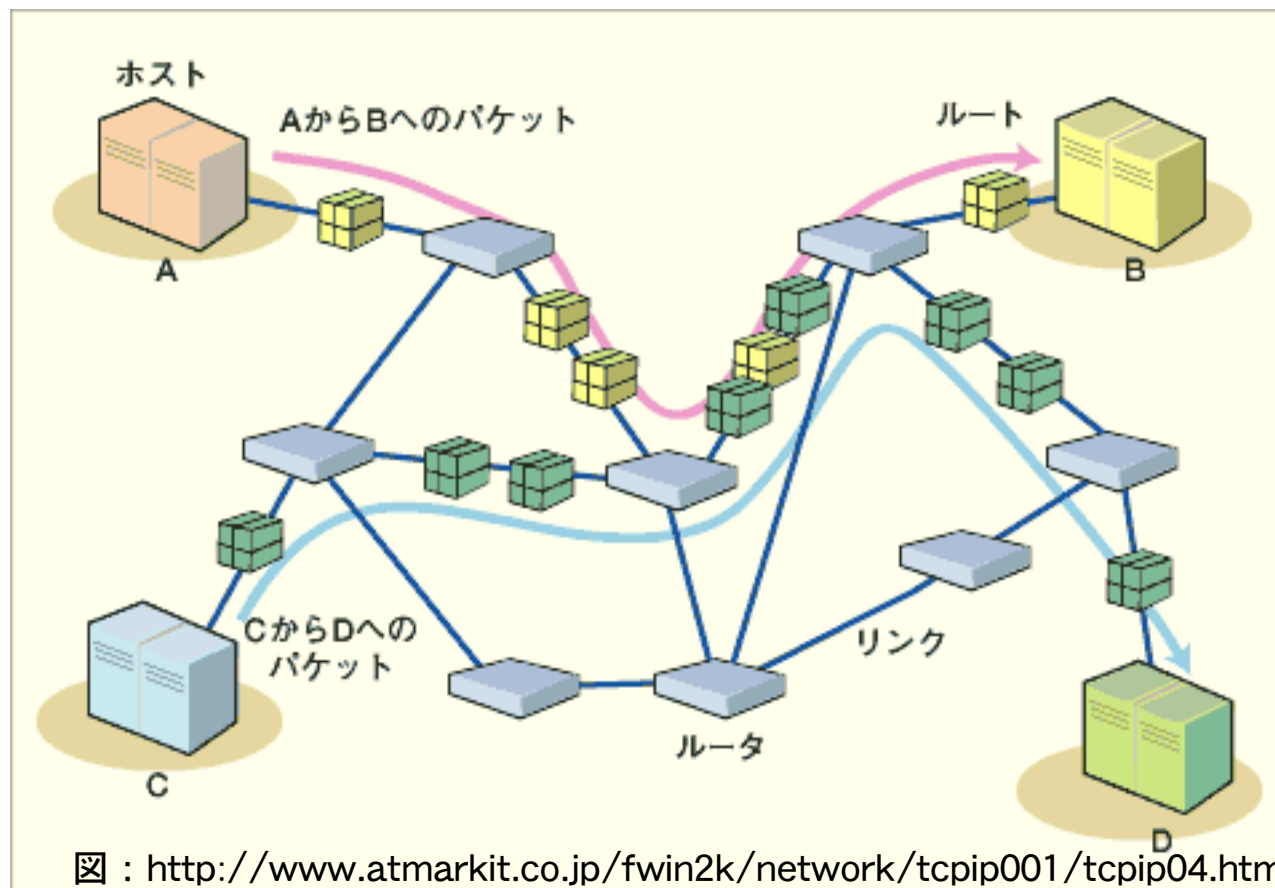 ホスト
AからBへのパケット
ルート
A
B
CからDへの
パケット
リンク
ルータ
C
D
図：http://www.atmarkit.co.jp/fwin2k/network/tcpip001/tcpip04.htm